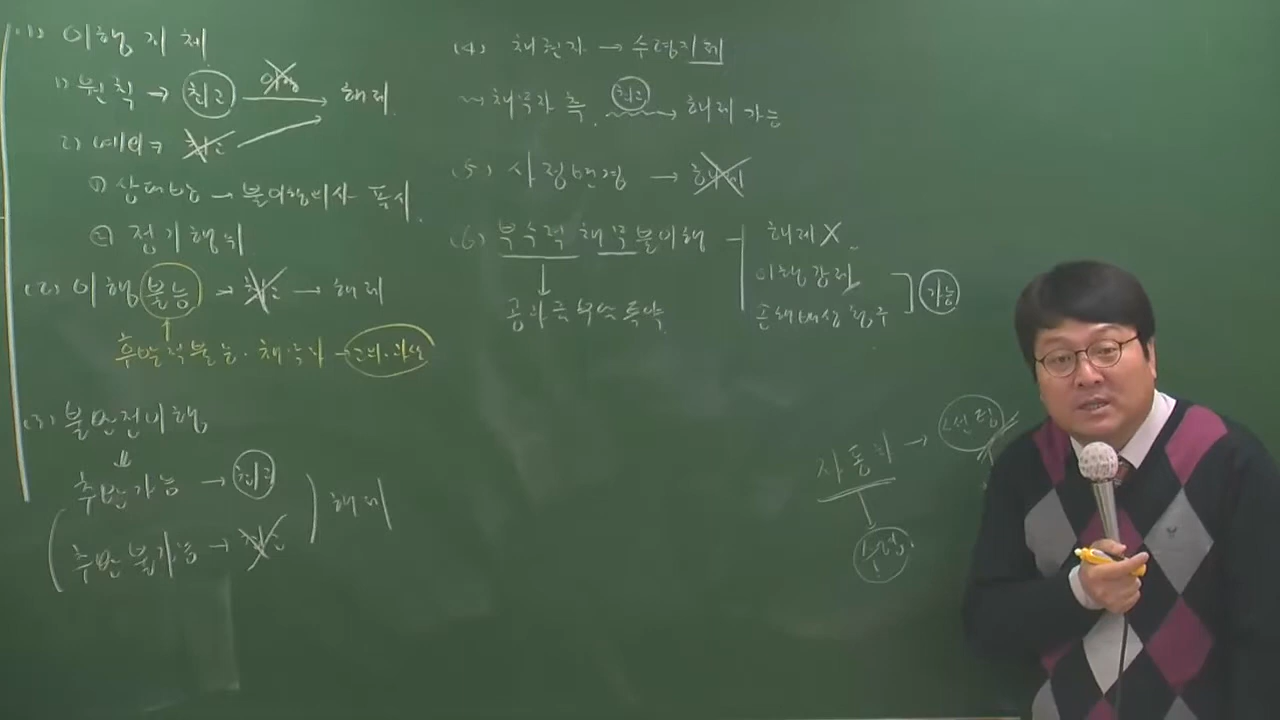 (1) 이행지체
1) 원칙 → 최고 → 해제
2) 예외 → 최고
① 상대방 → 불이행의사 표시
② 정기행위
(2) 이행불능 → 최고 → 해제
후발적불능. 채무자 - 고의·과실
(3) 불완전이행
추완가능 → 최고
해제
추완불가능 → 최고
(4) 채권자 → 수령지체
~ 채무자 측 최고 → 해제 가능
(5) 사정변경 → 해제
(6) 부수적 채무불이행 - 해제 X
이행강제
손해배상청구
가능
공과금
특약
자동차 →